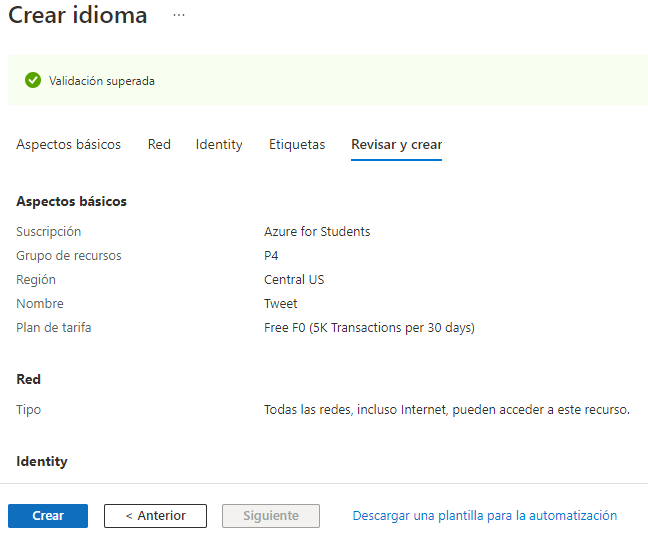 Crear idioma ...
Validación superada
Aspectos básicos Red Identity Etiquetas Revisar y crear
Aspectos básicos
Suscripción Azure for Students
Grupo de recursos P4
Región Central US
Nombre Tweet
Plan de tarifa Free F0 (5K Transactions per 30 days)
Red
Tipo Todas las redes, incluso Internet, pueden acceder a este recurso.
Identity
Crear < Anterior Siguiente Descargar una plantilla para la automatización